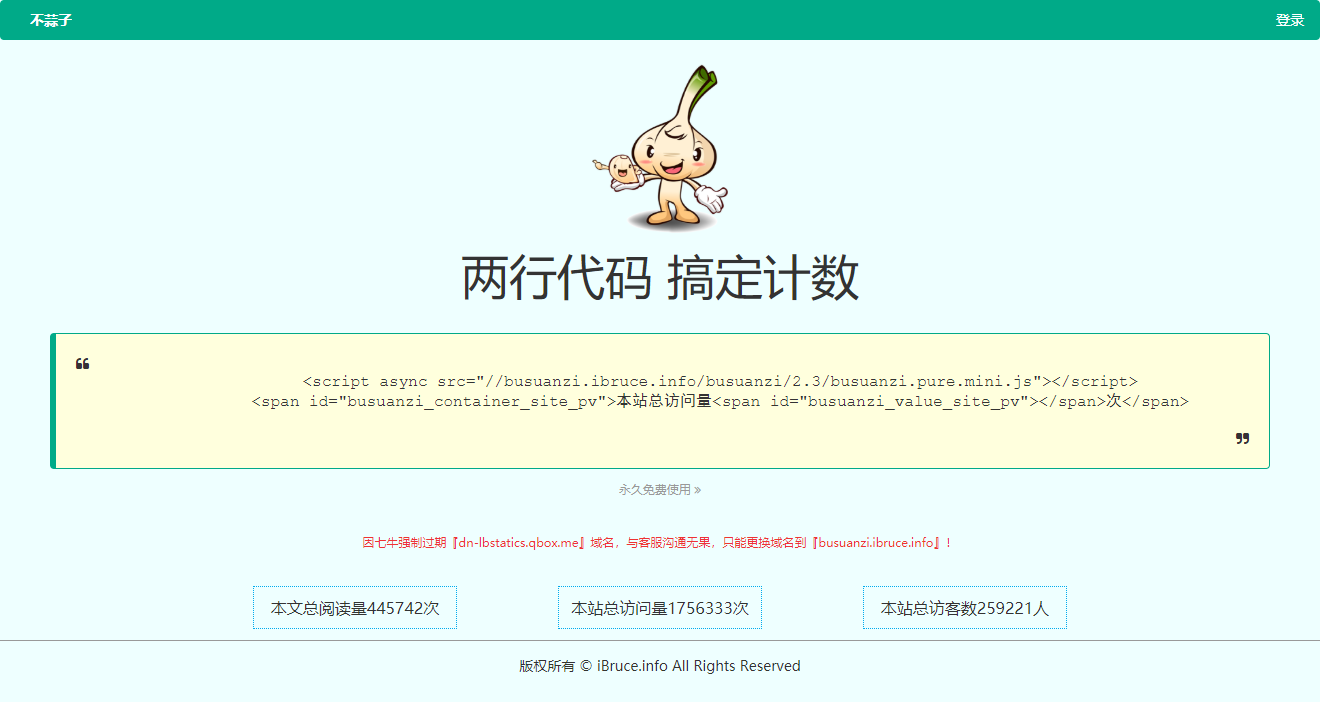 不蒜子
登录
两行代码 搞定计数
<script async src="//busuanzi.ibruce.info/busuanzi/2.3/busuanzi.pure.mini.js"></script>
<span id="busuanzi_container_site_pv">本站总访问量<span id="busuanzi_value_site_pv"></span>次</span>
永久免费使用 »
因七牛强制过期『dn-lbstatics.qbox.me』域名，与客服沟通无果，只能更换域名到『busuanzi.ibruce.info』！
本文总阅读量445742次
本站总访问量1756333次
本站总访客数259221人
版权所有 © iBruce.info All Rights Reserved